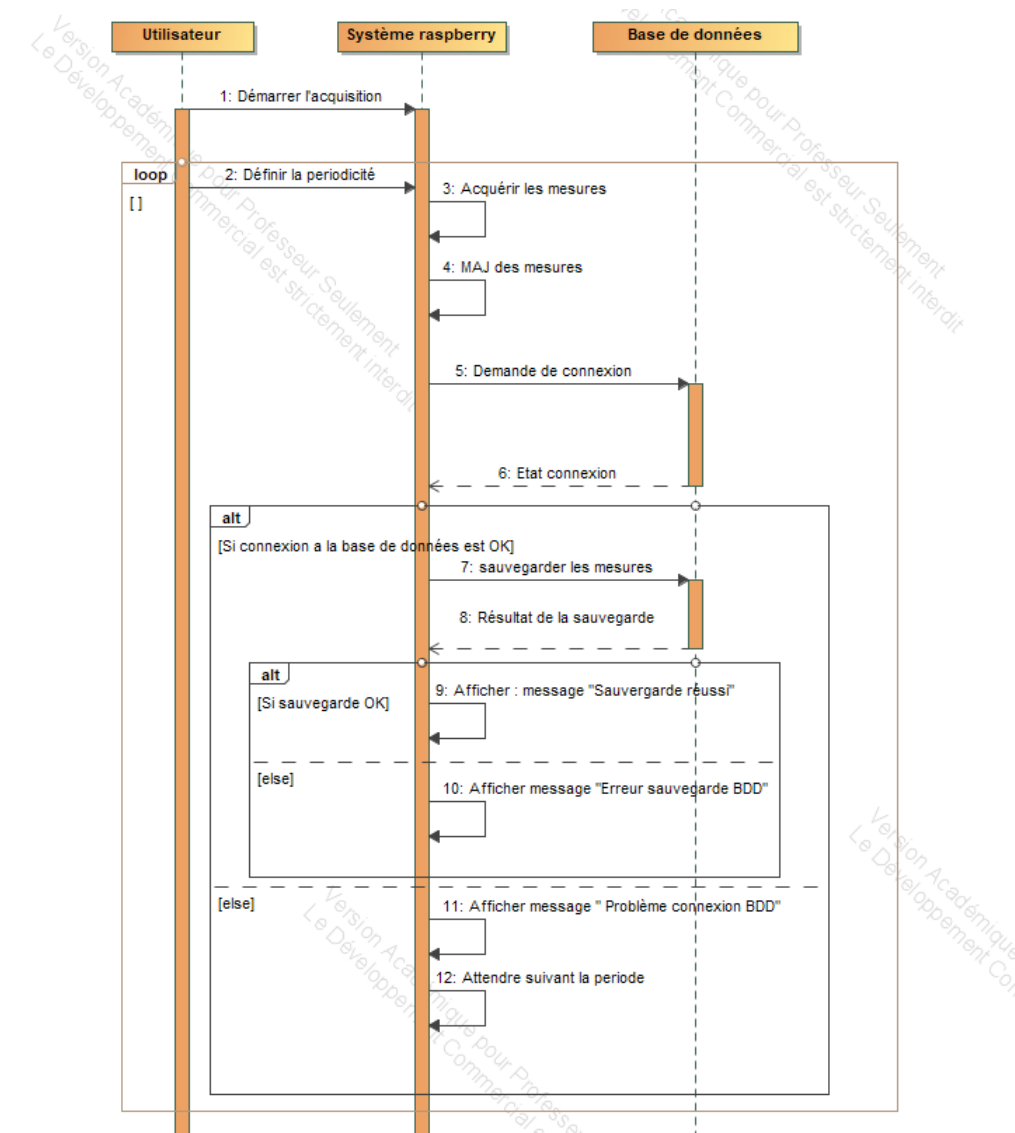 Utilisateur
Système raspberry
Base de données
1: Démarrer l'acquisition
loop
[ ]
2: Définir la periodicité
3: Acquérir les mesures
4: MAJ des mesures
5: Demande de connexion
6: Etat connexion
alt
[Si connexion a la base de données est OK]
7: sauvegarder les mesures
8: Résultat de la sauvegarde
alt
[Si sauvegarde OK]
9: Afficher : message "Sauvergarde réussi"
[else]
10: Afficher message "Erreur sauvegarde BDD"
[else]
11: Afficher message " Problème connexion BDD"
12: Attendre suivant la periode
Version Académique pour Professeur Seulement
Le Développement Commercial est strictement interdit